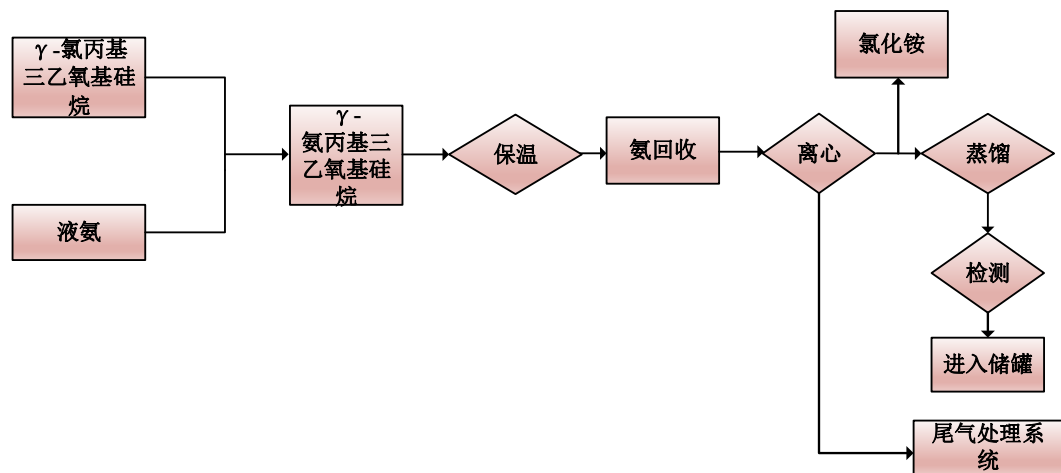 γ-氯丙基
三乙氧基硅
烷
液氨
γ-
氨丙基三
乙氧基硅
烷
保温
氨回收
离心
氯化铵
蒸馏
检测
进入储罐
尾气处理系
统